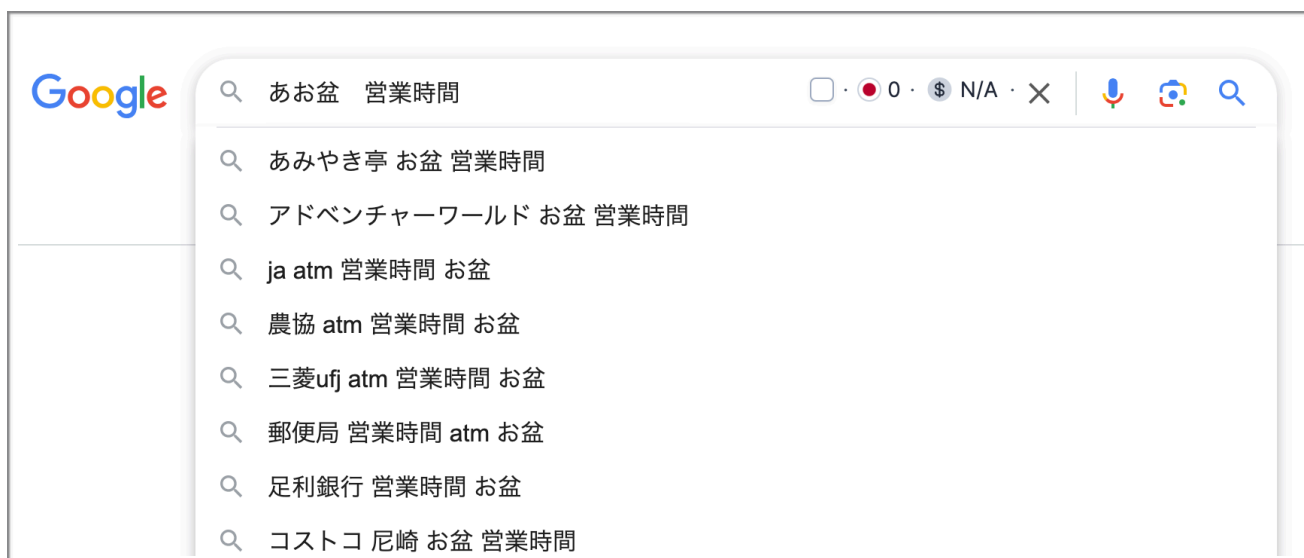 Google
あお盆　営業時間 · 0 · $ N/A ·
あみやき亭 お盆 営業時間
アドベンチャーワールド お盆 営業時間
ja atm 営業時間 お盆
農協 atm 営業時間 お盆
三菱ufj atm 営業時間 お盆
郵便局 営業時間 atm お盆
足利銀行 営業時間 お盆
コストコ 尼崎 お盆 営業時間